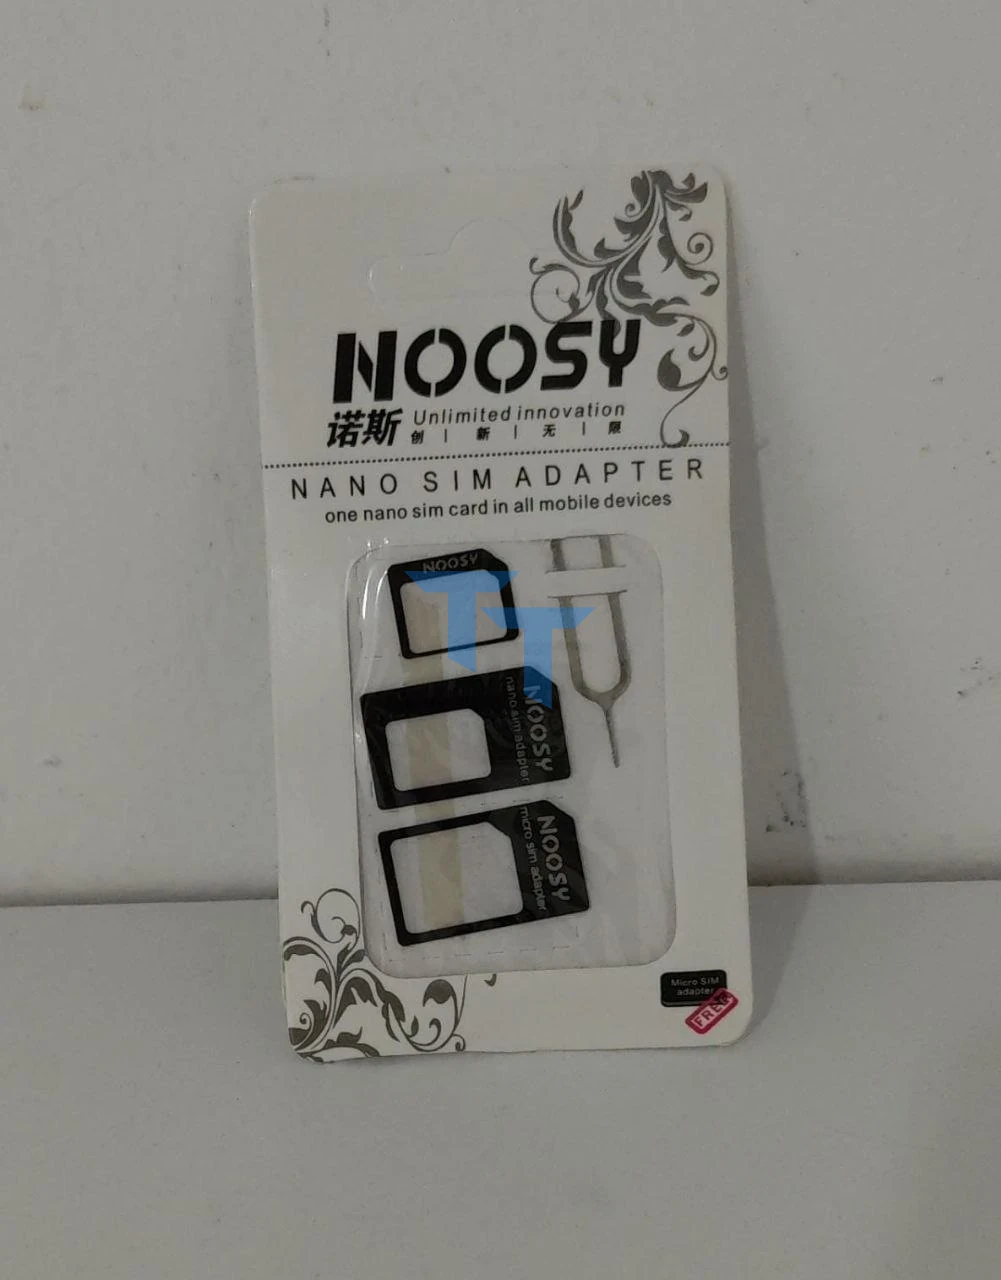 NOOSY
诺斯 Unlimited innovation
创 | 新 | 无 | 限
NANO SIM ADAPTER
one nano sim card in all mobile devices
NOOSY
TT
NOOSY
nano sim adapter
NOOSY
micro sim adapter
Micro SIM
adapter
FREE